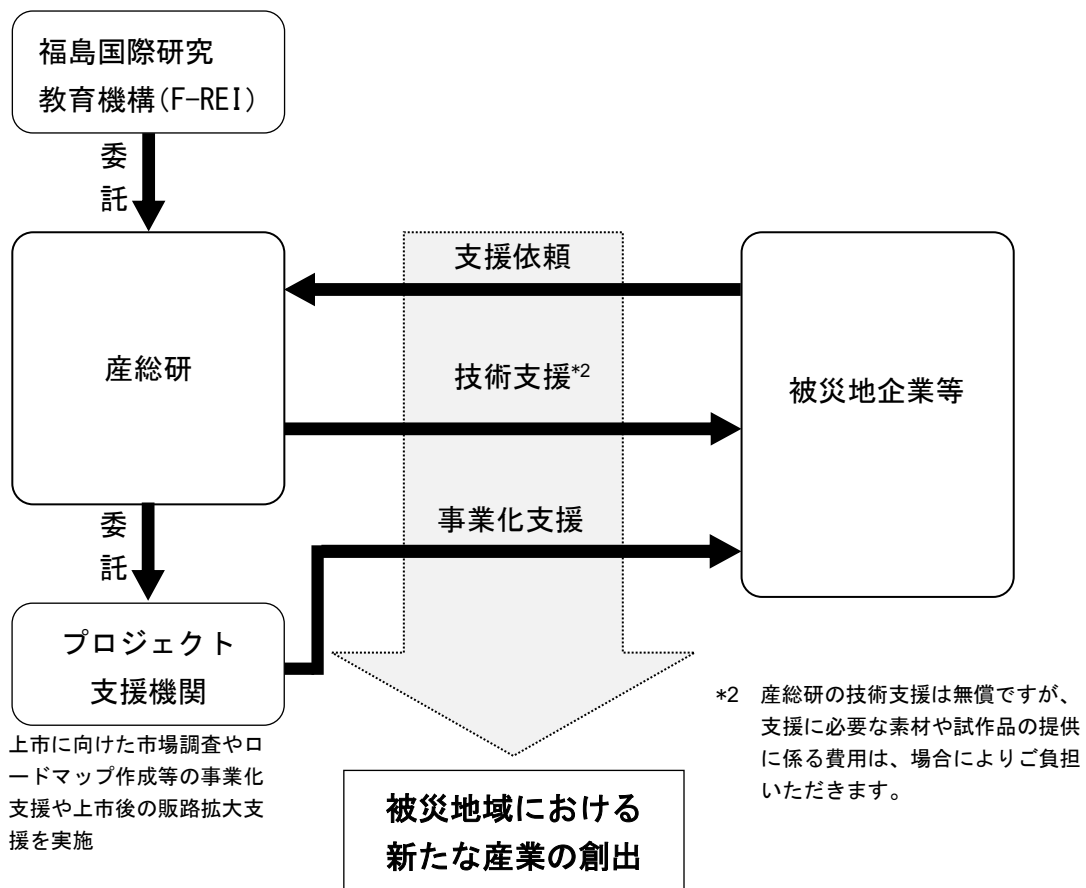 福島国際研究
教育機構(F-REI)
委
託
支援依頼
産総研
技術支援*2
被災地企業等
事業化支援
委
託
プロジェクト
支援機関
上市に向けた市場調査やロ
ードマップ作成等の事業化
支援や上市後の販路拡大支
援を実施
*2 産総研の技術支援は無償ですが、
支援に必要な素材や試作品の提供
に係る費用は、場合によりご負担
いただきます。
被災地域における
新たな産業の創出